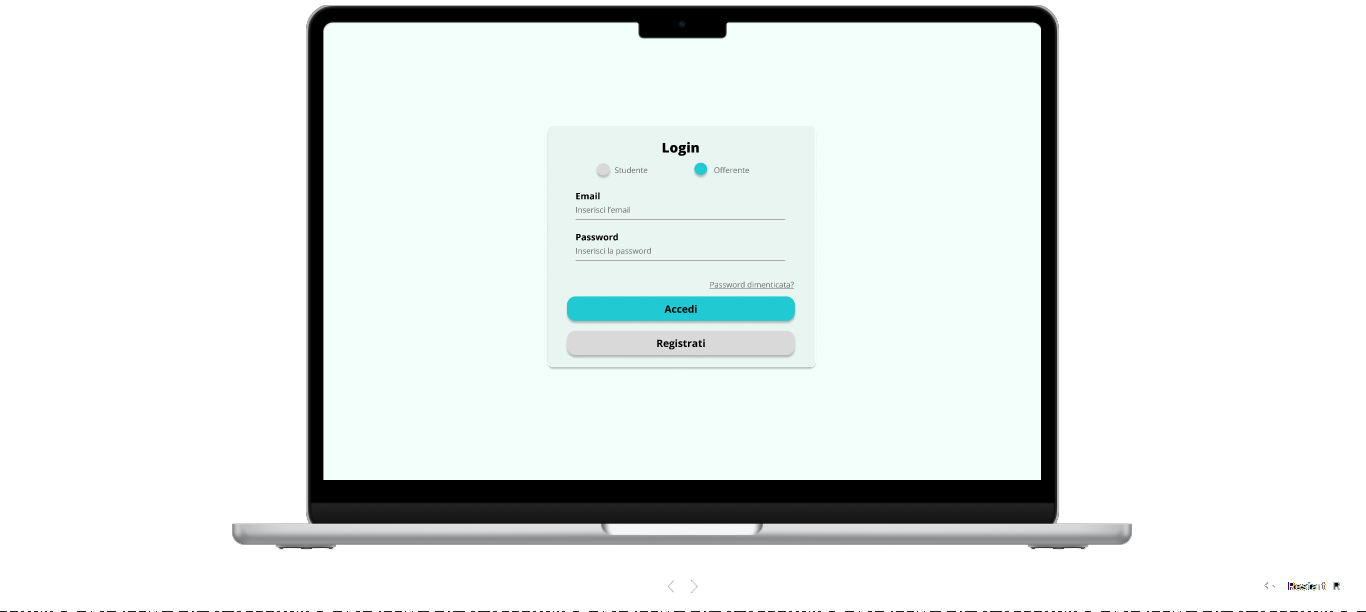 Login
Studente Offerente
Email
Inserisci l'email
Password
Inserisci la password
Password dimenticata?
Accedi
Registrati
Restart R